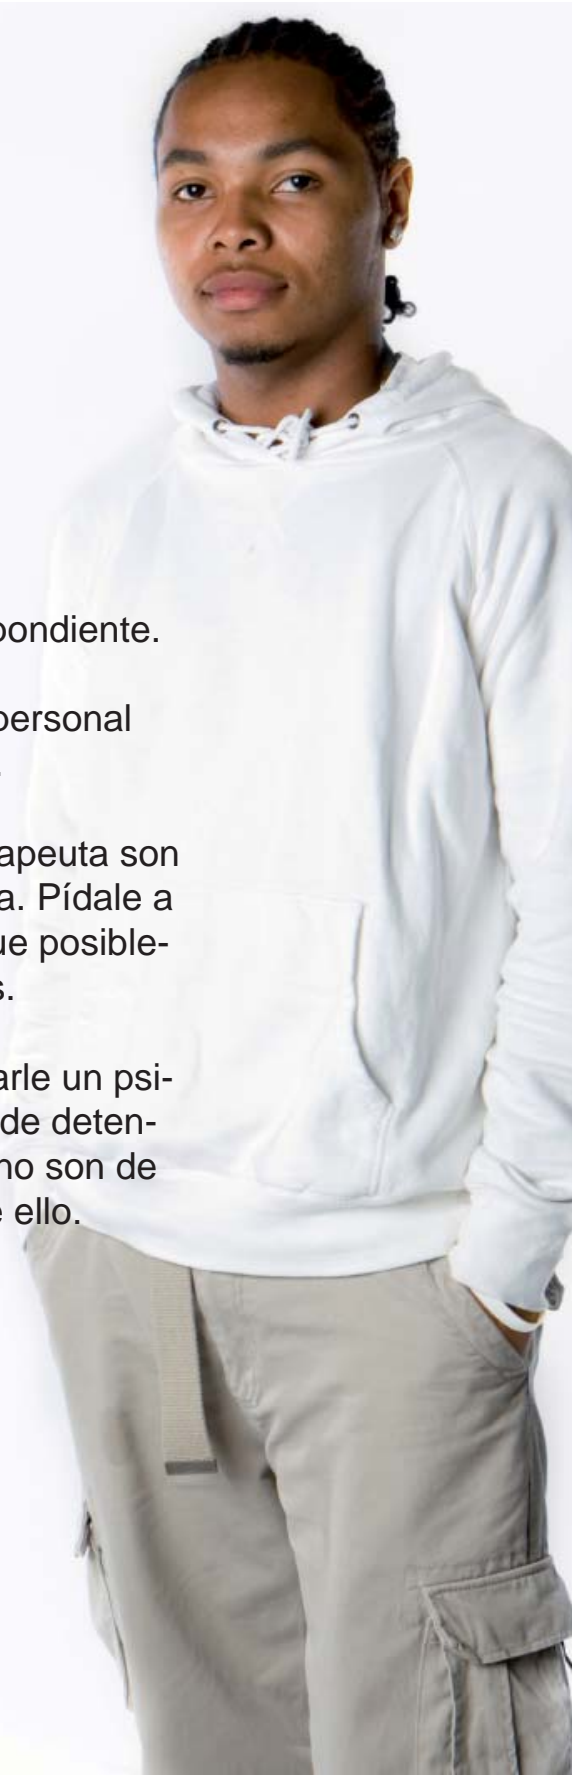 pondiente.
personal
apeuta son
a. Pídale a
ue posible-
s.
arle un psi-
de deten-
no son de
e ello.